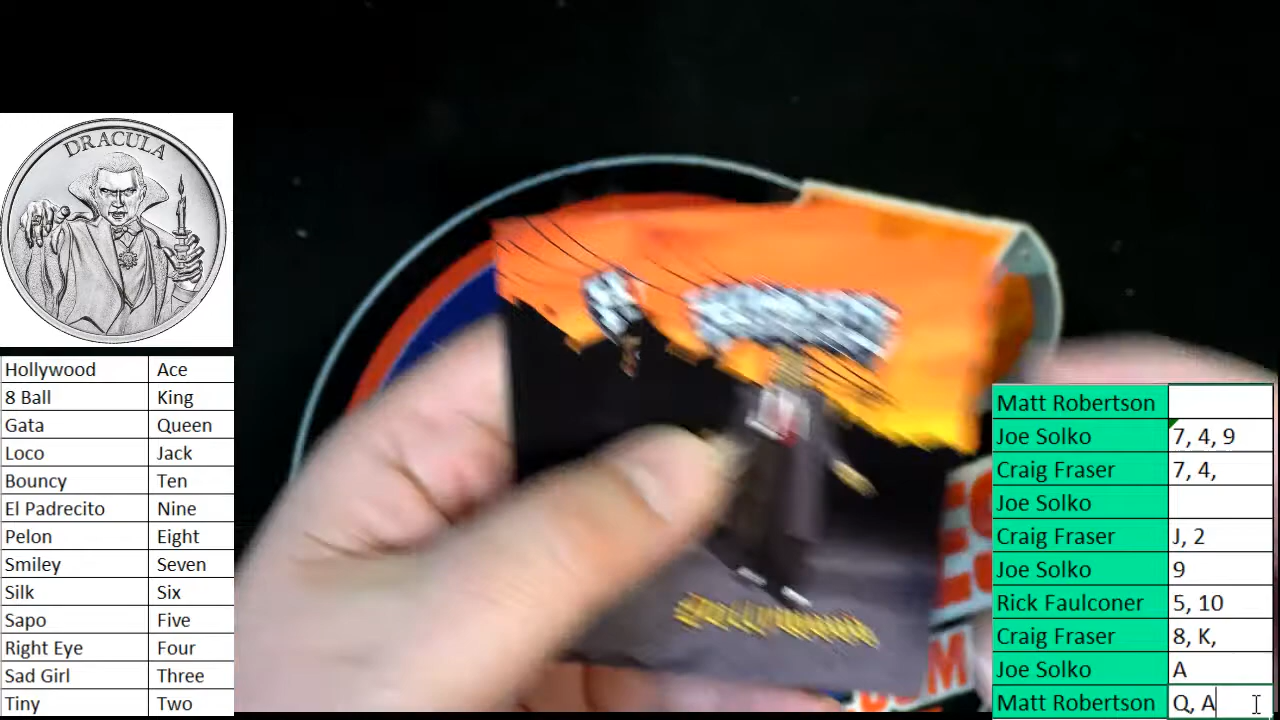 DRACULA
Hollywood Ace
8 Ball King
Gata Queen
Loco Jack
Bouncy Ten
El Padrecito Nine
Pelon Eight
Smiley Seven
Silk Six
Sapo Five
Right Eye Four
Sad Girl Three
Tiny Two
HOLLYWOOD
Matt Robertson
Joe Solko 7, 4, 9
Craig Fraser 7, 4,
Joe Solko
Craig Fraser J, 2
Joe Solko 9
Rick Faulconer 5, 10
Craig Fraser 8, K,
Joe Solko A
Matt Robertson Q, A